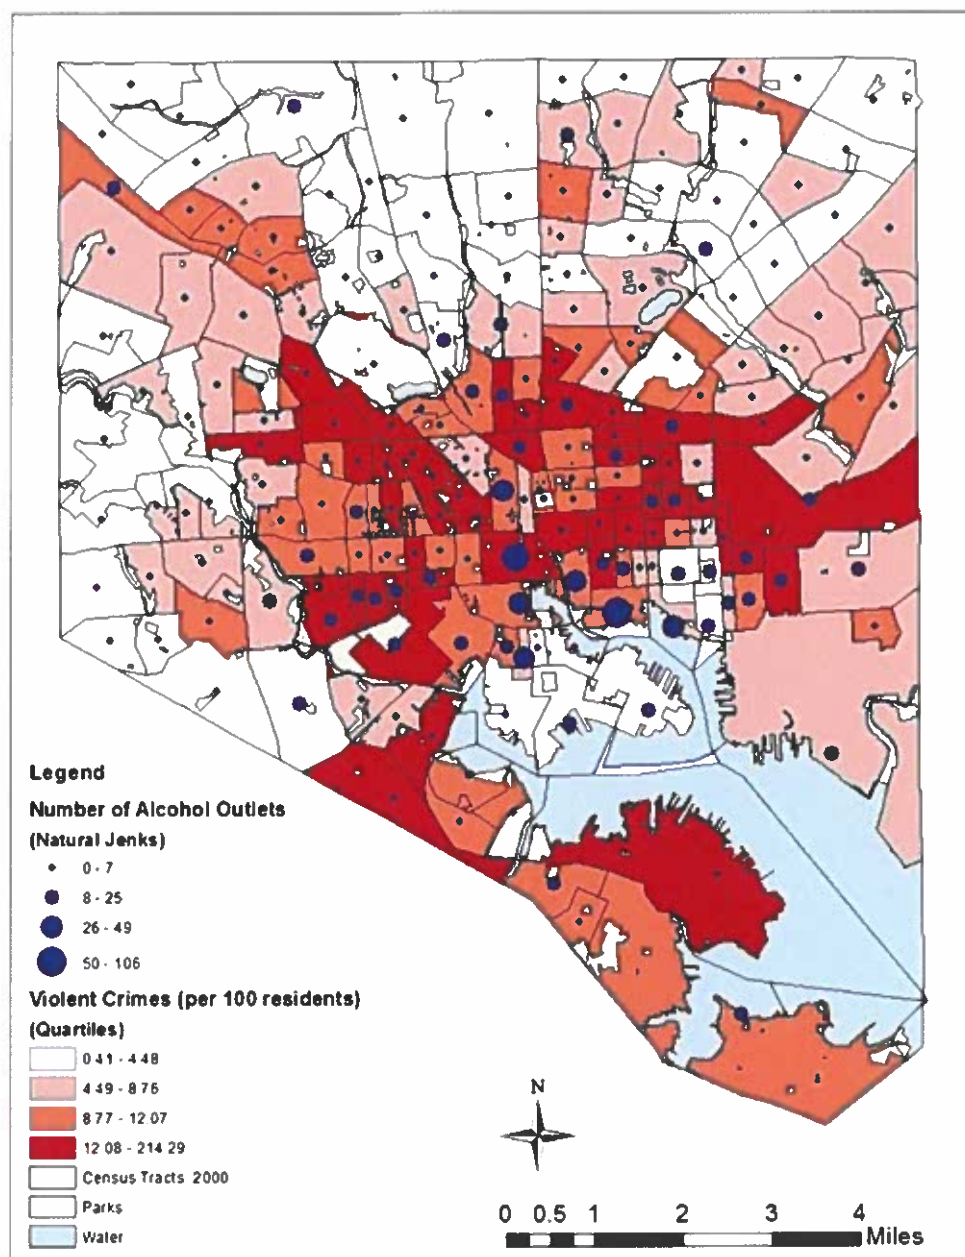 Legend
Number of Alcohol Outlets
(Natural Jenks)
0 - 7
8 - 25
26 - 49
50 - 106
Violent Crimes (per 100 residents)
(Quartiles)
0 41 - 4 48
4 49 - 8 76
8 77 - 12 07
12 08 - 214 29
Census Tracts 2000
Parks
Water
N
0 0.5 1 2 3 4
Miles